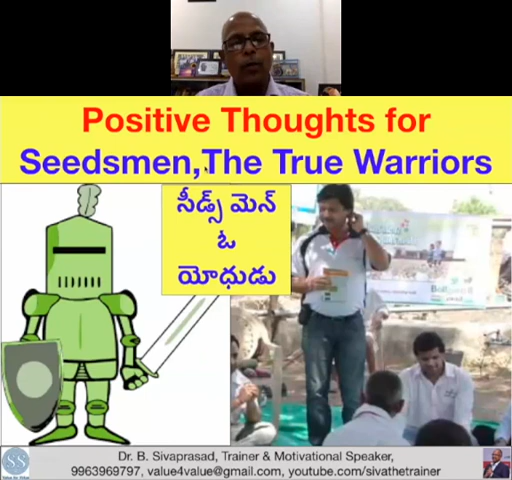 Positive Thoughts for
Seedsmen,The True Warriors
సీడ్స్ మెన్
ఓ
యోధుడు
Dr. B. Sivaprasad, Trainer & Motivational Speaker,
9963969797, value4value@gmail.com, youtube.com/sivathetrainer